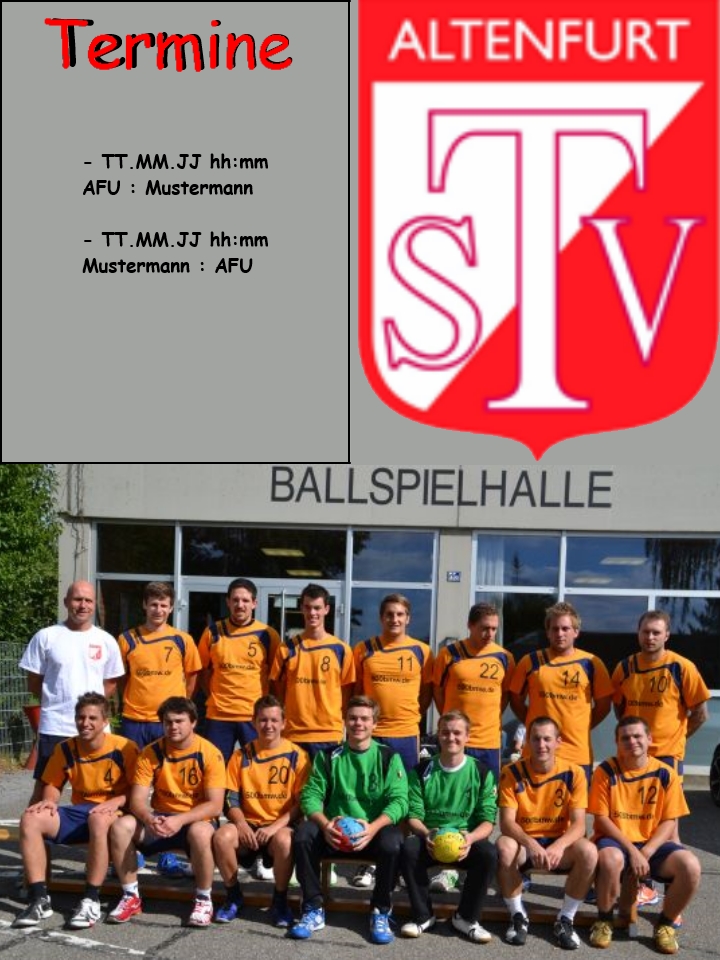 Termine
- TT.MM.JJ hh:mm
AFU : Mustermann
- TT.MM.JJ hh:mm
Mustermann : AFU
ALTENFURT
TSV
BALLSPIELHALLE
7
5
8
11
22
14
10
4
16
20
3
12